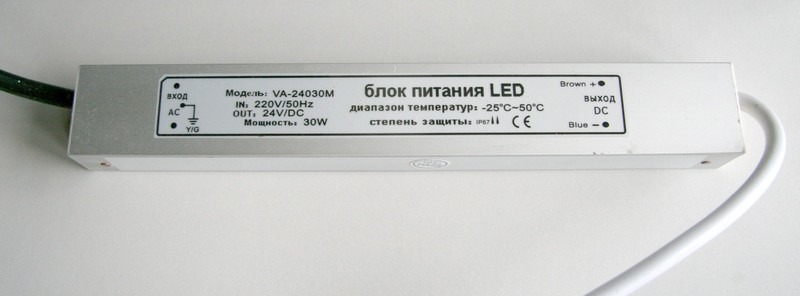 ВХОД
AC
Y/G
Модель: VA-24030M
IN: 220V/50Hz
OUT: 24V/DC
Мощность: 30W
блок питания LED
диапазон температур: -25°C~50°C
степень защиты: IP67 CE
Brown +
ВЫХОД
DC
Blue −